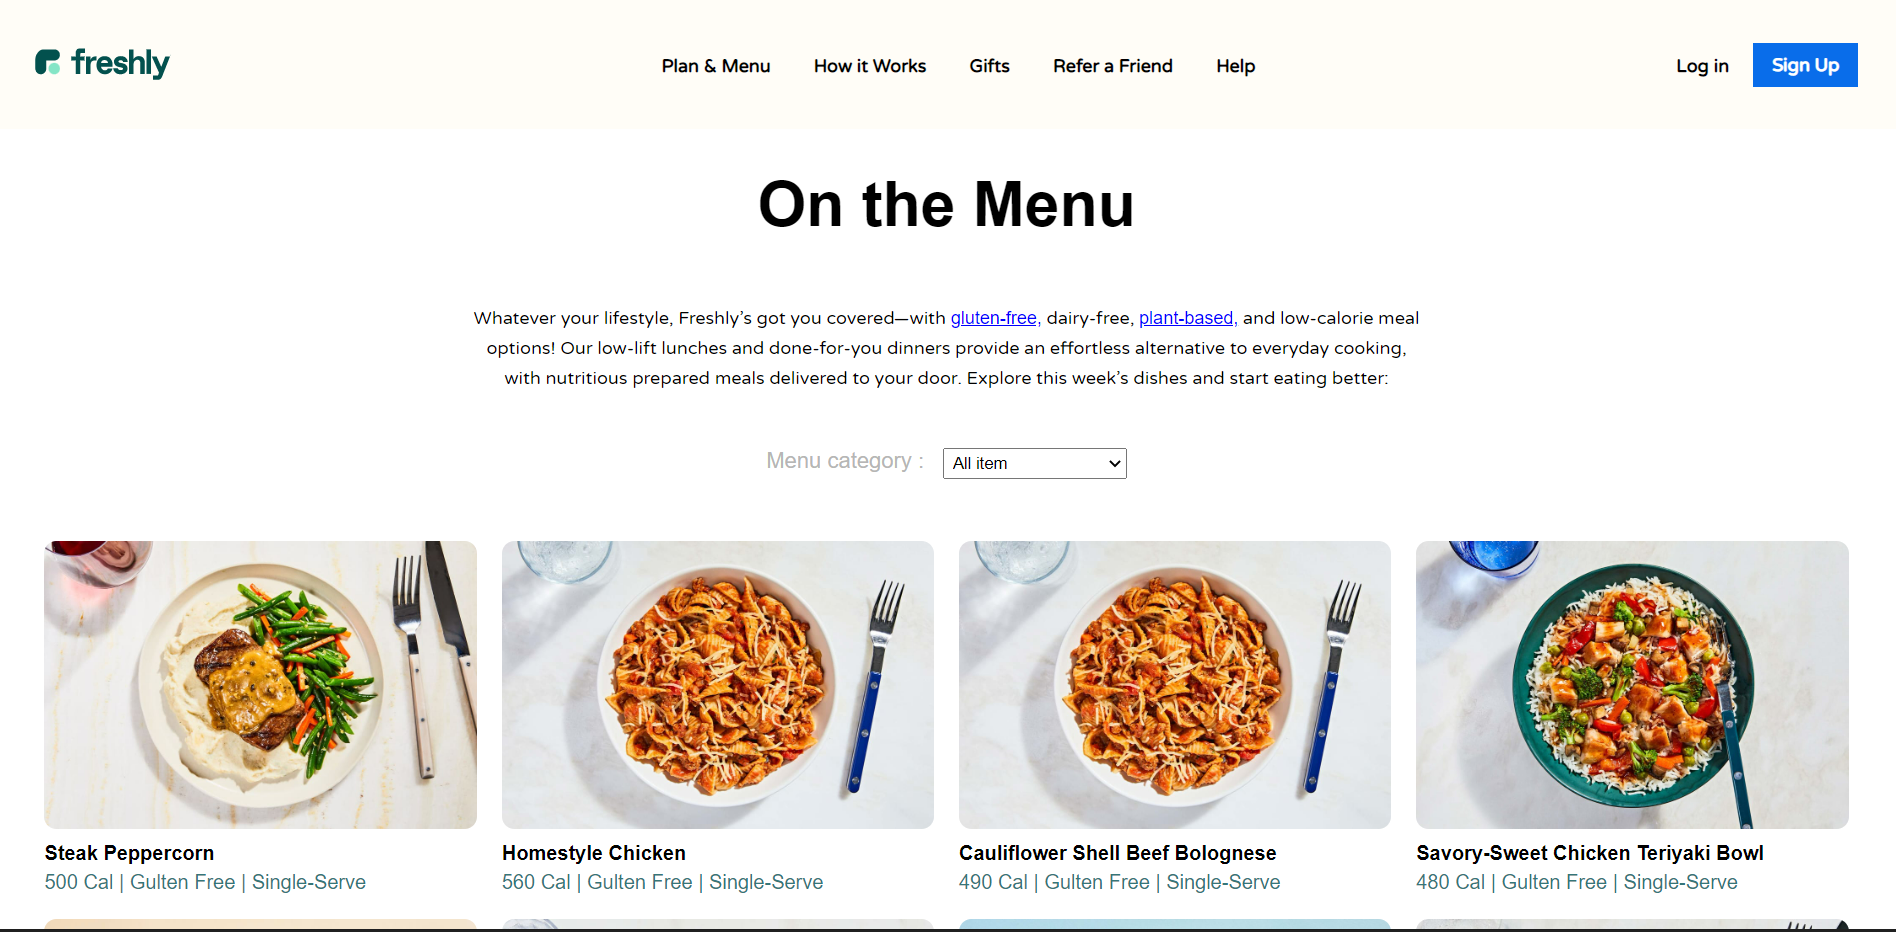 freshly
Plan & Menu
How it Works
Gifts
Refer a Friend
Help
Log in
Sign Up
On the Menu
Whatever your lifestyle, Freshly’s got you covered—with gluten-free, dairy-free, plant-based, and low-calorie meal
options! Our low-lift lunches and done-for-you dinners provide an effortless alternative to everyday cooking,
with nutritious prepared meals delivered to your door. Explore this week’s dishes and start eating better:
Menu category :
All item
Steak Peppercorn
500 Cal | Gulten Free | Single-Serve
Homestyle Chicken
560 Cal | Gulten Free | Single-Serve
Cauliflower Shell Beef Bolognese
490 Cal | Gulten Free | Single-Serve
Savory-Sweet Chicken Teriyaki Bowl
480 Cal | Gulten Free | Single-Serve